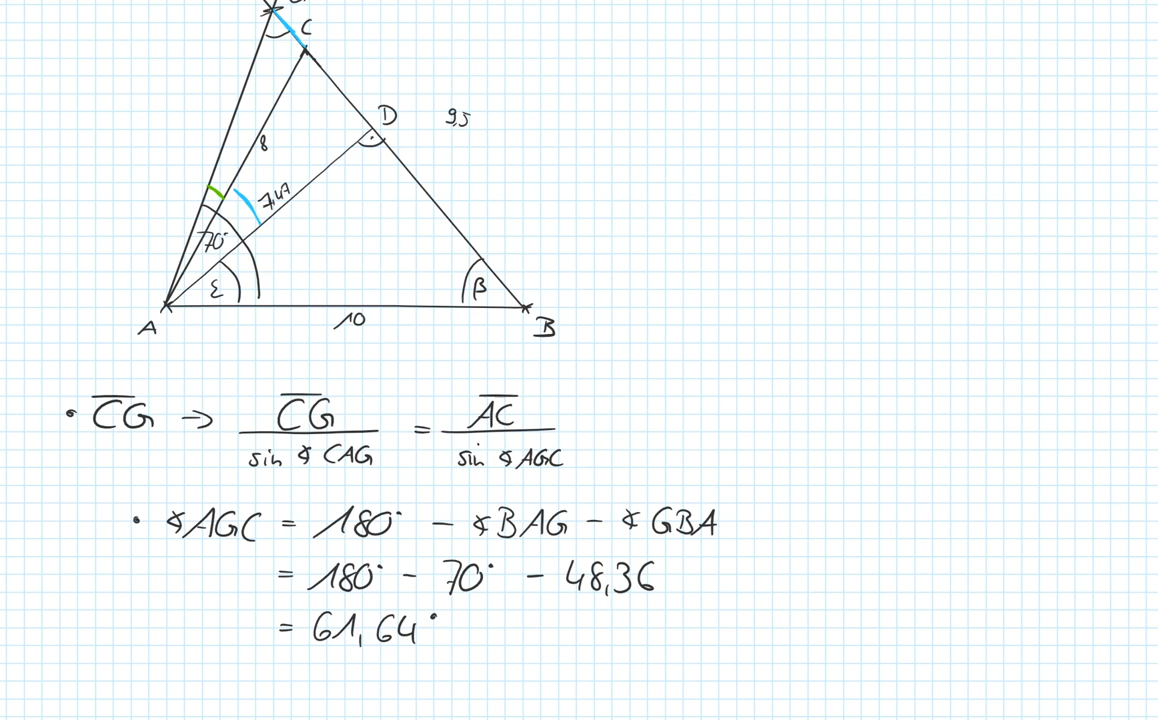 C
D
9,5
8
7,47
70°
ε
β
A
10
B
• CG → CG / sin ∢ CAG = AC / sin ∢ AGC
• ∢AGC = 180° - ∢BAG - ∢GBA
= 180° - 70° - 48,36
= 61,64°